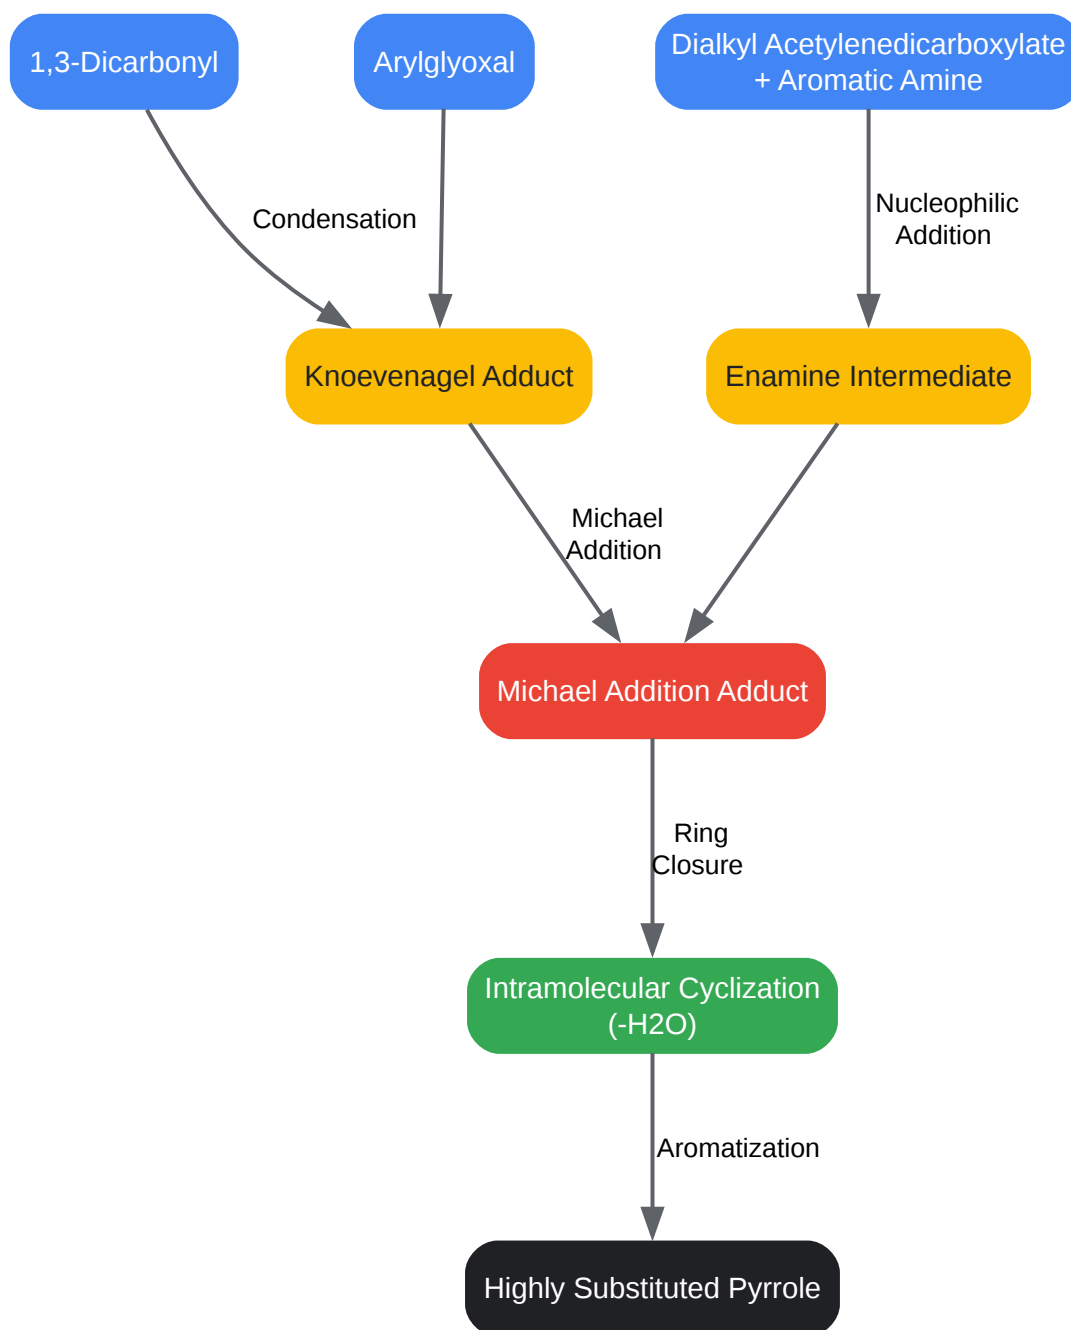 1,3-Dicarbonyl
Arylglyoxal
Dialkyl Acetylenedicarboxylate
+ Aromatic Amine
Condensation
Nucleophilic
Addition
Knoevenagel Adduct
Enamine Intermediate
Michael
Addition
Michael Addition Adduct
Ring
Closure
Intramolecular Cyclization
(-H2O)
Aromatization
Highly Substituted Pyrrole